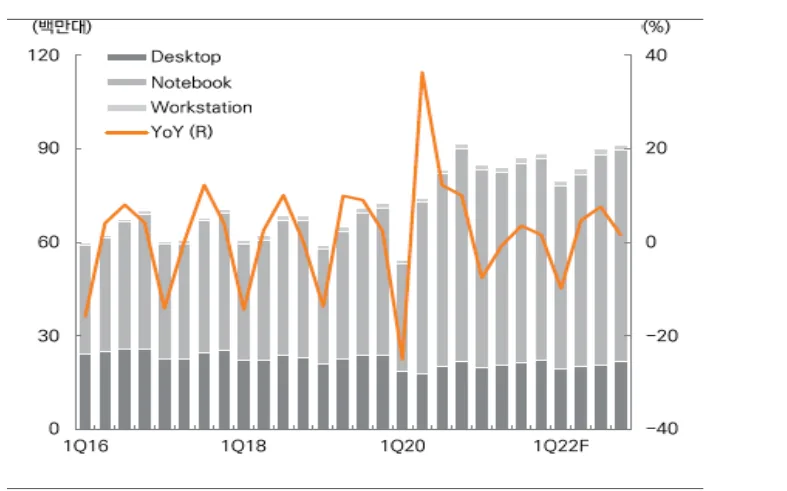 (백만대) (%)
120 40
Desktop
Notebook
Workstation
YoY (R)
90 20
60 0
30 -20
0 -40
1Q16 1Q18 1Q20 1Q22F